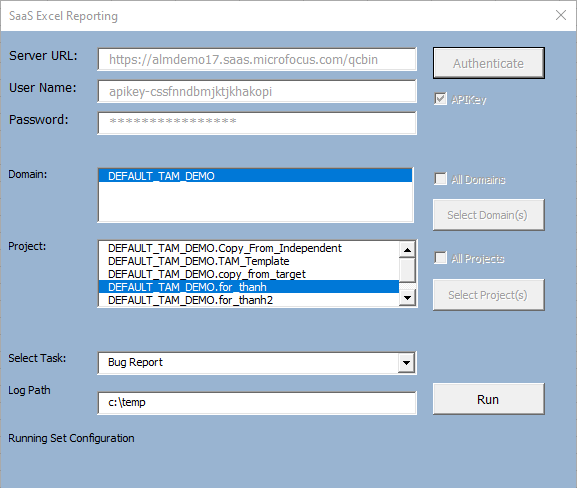 SaaS Excel Reporting
Server URL: https://almdemo17.saas.microfocus.com/qcbin Authenticate
User Name: apikey-cssfnndbmjktjkhakopi APIKey
Password: ****************
Domain: DEFAULT_TAM_DEMO All Domains
Select Domain(s)
Project: DEFAULT_TAM_DEMO.Copy_From_Independent All Projects
DEFAULT_TAM_DEMO.TAM_Template
DEFAULT_TAM_DEMO.copy_from_target
DEFAULT_TAM_DEMO.for_thanh Select Project(s)
DEFAULT_TAM_DEMO.for_thanh2
Select Task: Bug Report
Log Path c:\temp Run
Running Set Configuration